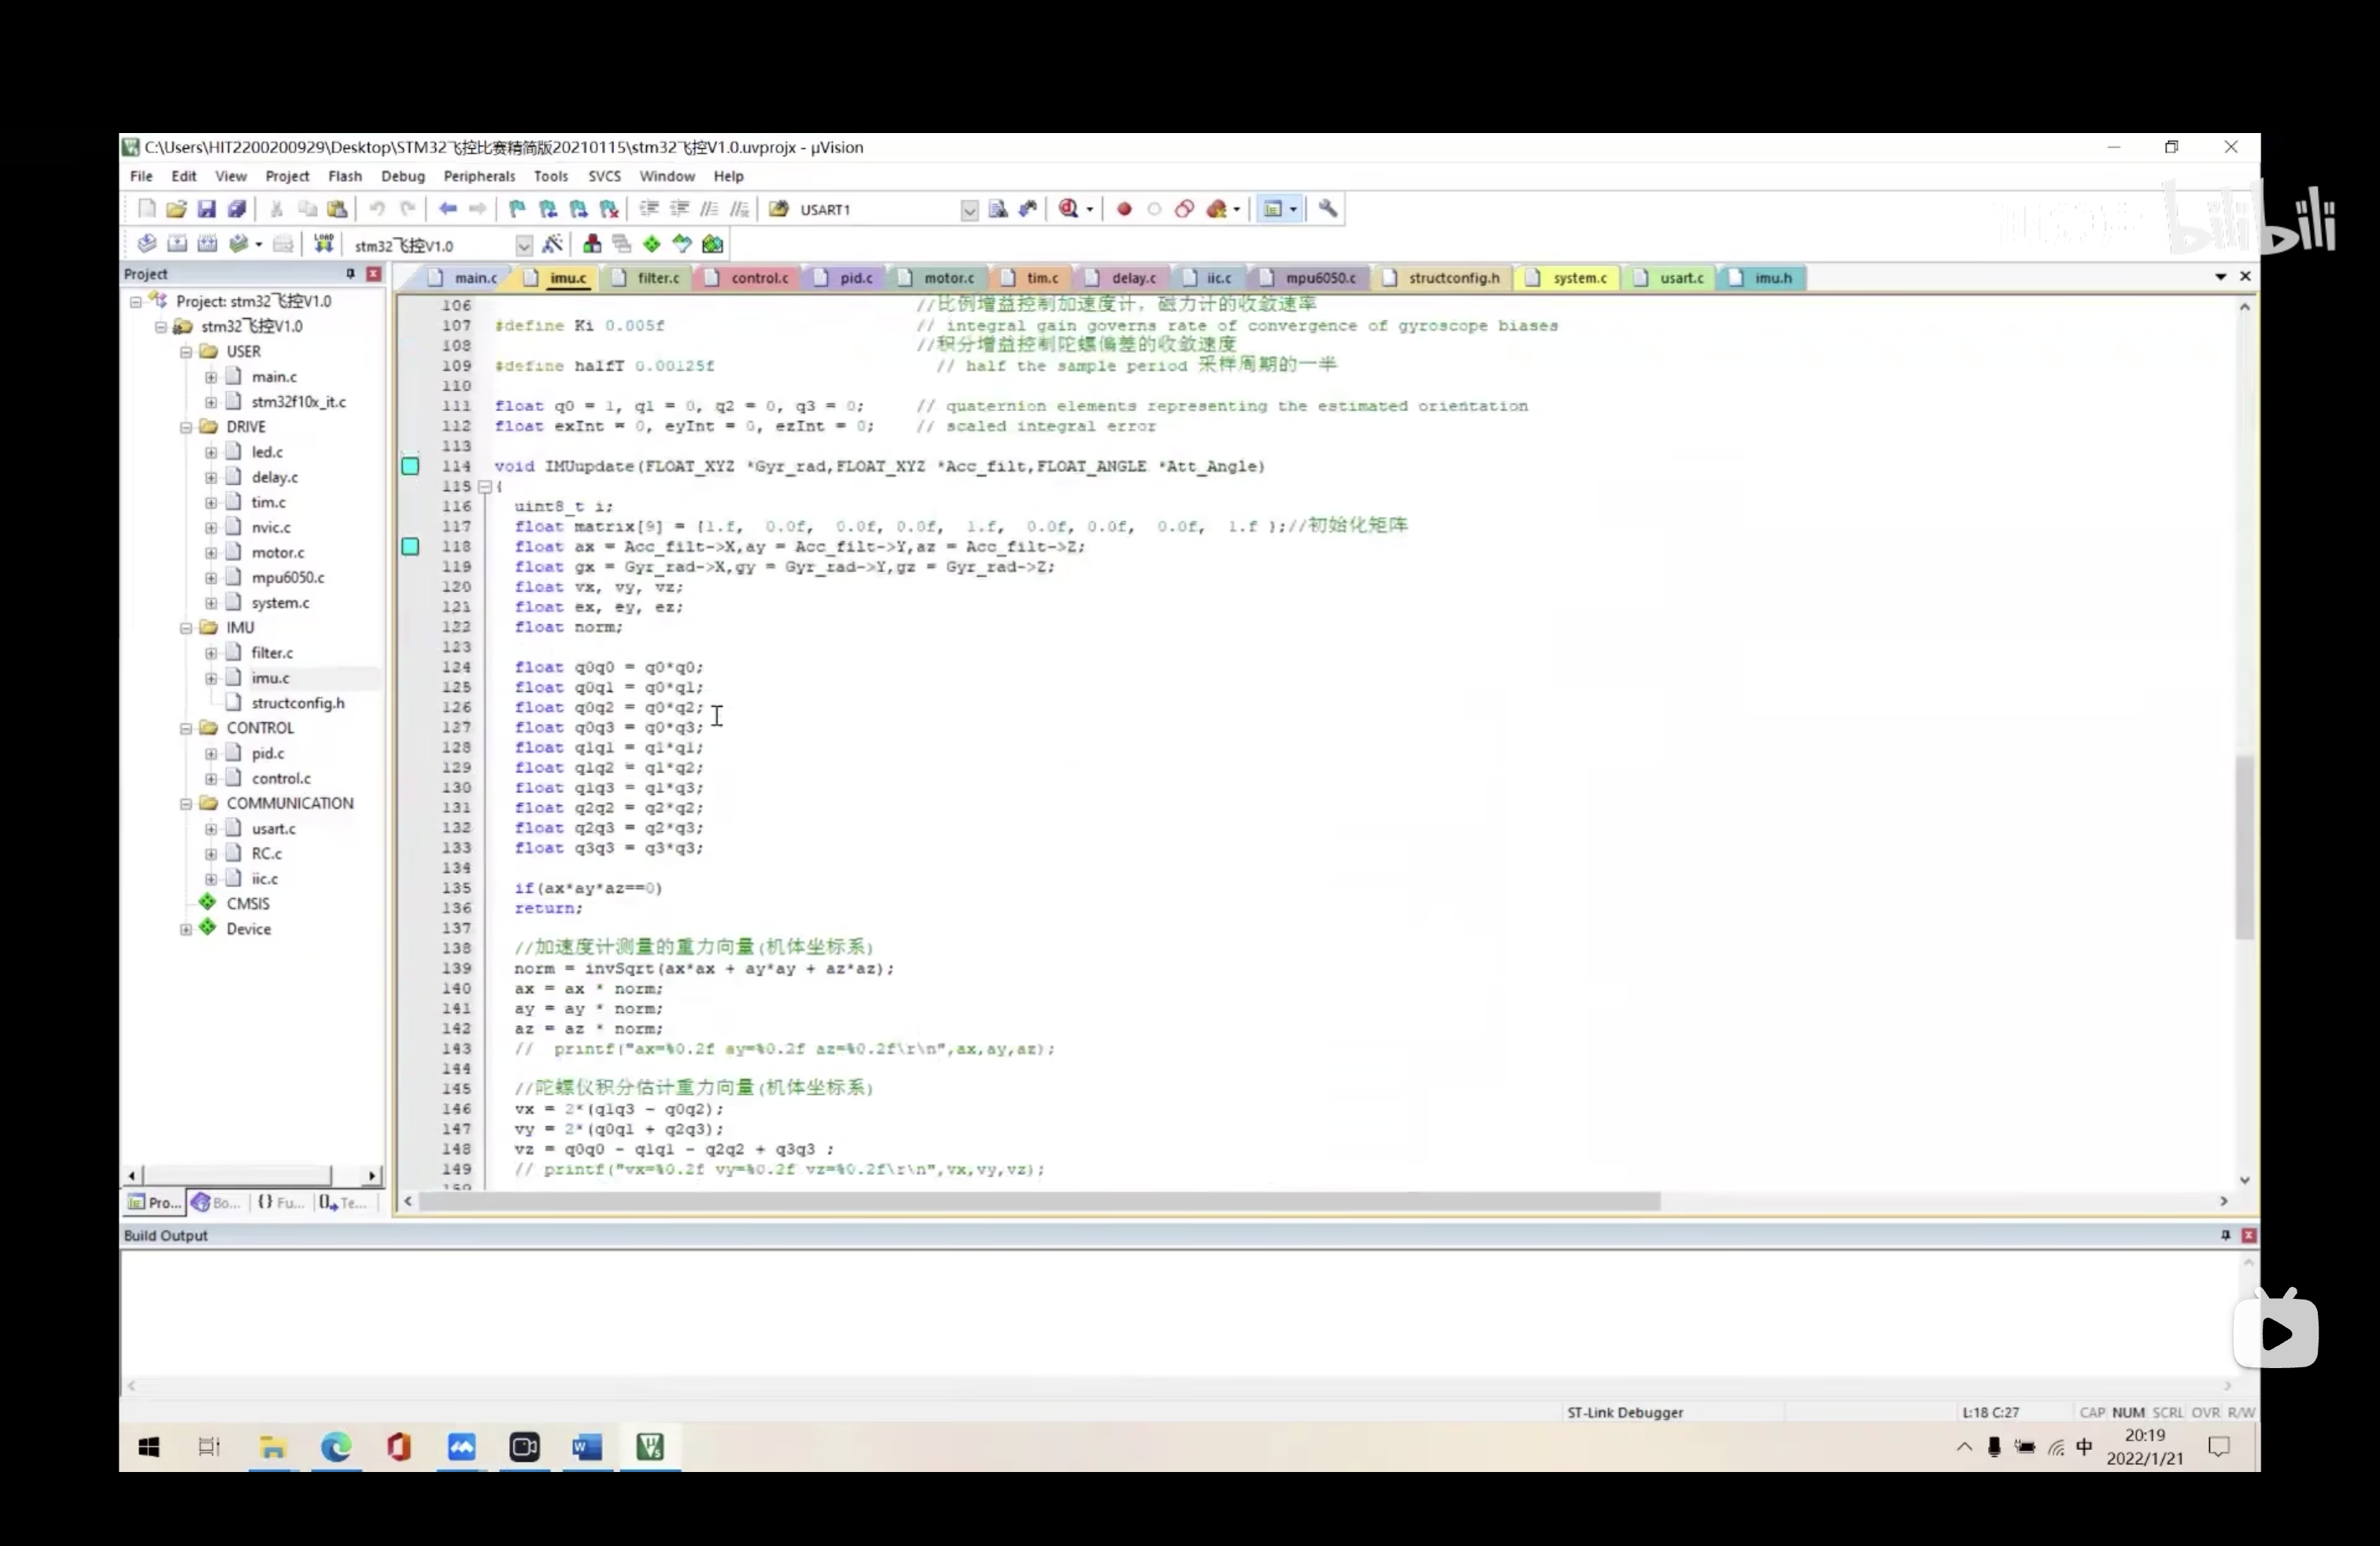 C:\Users\HIT2200200929\Desktop\STM32飞控比赛精简版20210115\stm32飞控V1.0.uvprojx - µVision
File Edit View Project Flash Debug Peripherals Tools SVCS Window Help
USART1
bilibili
LOAD stm32飞控V1.0
Project
main.c imu.c filter.c control.c pid.c motor.c tim.c delay.c iic.c mpu6050.c structconfig.h system.c usart.c imu.h
Project: stm32飞控V1.0
stm32飞控V1.0
USER
main.c
stm32f10x_it.c
DRIVE
led.c
delay.c
tim.c
nvic.c
motor.c
mpu6050.c
system.c
IMU
filter.c
imu.c
structconfig.h
CONTROL
pid.c
control.c
COMMUNICATION
usart.c
RC.c
iic.c
CMSIS
Device
Pro... Bo... {} Fu... Te...
106 //比例增益控制加速度计，磁力计的收敛速率
107 #define Ki 0.005f // integral gain governs rate of convergence of gyroscope biases
108 //积分增益控制陀螺偏差的收敛速度
109 #define halfT 0.00125f // half the sample period 采样周期的一半
110
111 float q0 = 1, q1 = 0, q2 = 0, q3 = 0; // quaternion elements representing the estimated orientation
112 float exInt = 0, eyInt = 0, ezInt = 0; // scaled integral error
113
114 void IMUupdate(FLOAT_XYZ *Gyr_rad,FLOAT_XYZ *Acc_filt,FLOAT_ANGLE *Att_Angle)
115 {
116 uint8_t i;
117 float matrix[9] = {1.f, 0.0f, 0.0f, 0.0f, 1.f, 0.0f, 0.0f, 0.0f, 1.f };//初始化矩阵
118 float ax = Acc_filt->X,ay = Acc_filt->Y,az = Acc_filt->Z;
119 float gx = Gyr_rad->X,gy = Gyr_rad->Y,gz = Gyr_rad->Z;
120 float vx, vy, vz;
121 float ex, ey, ez;
122 float norm;
123
124 float q0q0 = q0*q0;
125 float q0q1 = q0*q1;
126 float q0q2 = q0*q2;
127 float q0q3 = q0*q3;
128 float q1q1 = q1*q1;
129 float q1q2 = q1*q2;
130 float q1q3 = q1*q3;
131 float q2q2 = q2*q2;
132 float q2q3 = q2*q3;
133 float q3q3 = q3*q3;
134
135 if(ax*ay*az==0)
136 return;
137
138 //加速度计测量的重力向量(机体坐标系)
139 norm = invSqrt(ax*ax + ay*ay + az*az);
140 ax = ax * norm;
141 ay = ay * norm;
142 az = az * norm;
143 // printf("ax=%0.2f ay=%0.2f az=%0.2f\r\n",ax,ay,az);
144
145 //陀螺仪积分估计重力向量(机体坐标系)
146 vx = 2*(q1q3 - q0q2);
147 vy = 2*(q0q1 + q2q3);
148 vz = q0q0 - q1q1 - q2q2 + q3q3 ;
149 // printf("vx=%0.2f vy=%0.2f vz=%0.2f\r\n",vx,vy,vz);
150
Build Output
ST-Link Debugger L:18 C:27 CAP NUM SCRL OVR R/W
中
20:19
2022/1/21